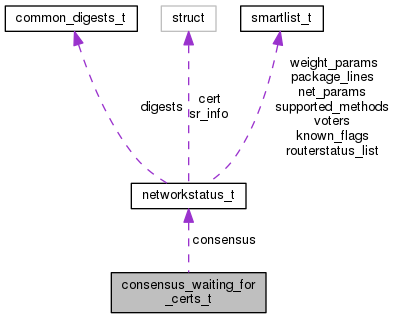 common_digests_t
struct
smartlist_t
weight_params
package_lines
net_params
supported_methods
voters
known_flags
routerstatus_list
digests
cert
sr_info
networkstatus_t
consensus
consensus_waiting_for
_certs_t